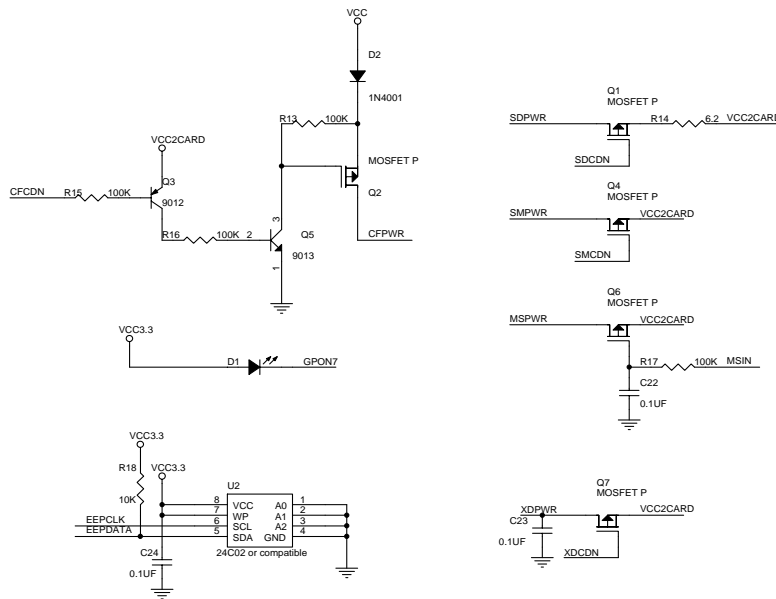 VCC
D2
1N4001
R13
100K
VCC2CARD
Q3
MOSFET P
Q2
CFCDN
R15
100K
9012
R16
100K
2
3
Q5
9013
1
CFPWR
VCC3.3
D1
GPON7
VCC3.3
R18
VCC3.3
10K
U2
EEPCLK
EEPDATA
8
7
6
5
VCC
WP
SCL
SDA
A0
A1
A2
GND
1
2
3
4
24C02 or compatible
C24
0.1UF
Q1
MOSFET P
SDPWR
R14
6.2
VCC2CARD
SDCDN
Q4
MOSFET P
SMPWR
VCC2CARD
SMCDN
Q6
MOSFET P
MSPWR
VCC2CARD
R17
100K
MSIN
C22
0.1UF
Q7
MOSFET P
XDPWR
VCC2CARD
C23
0.1UF
XDCDN